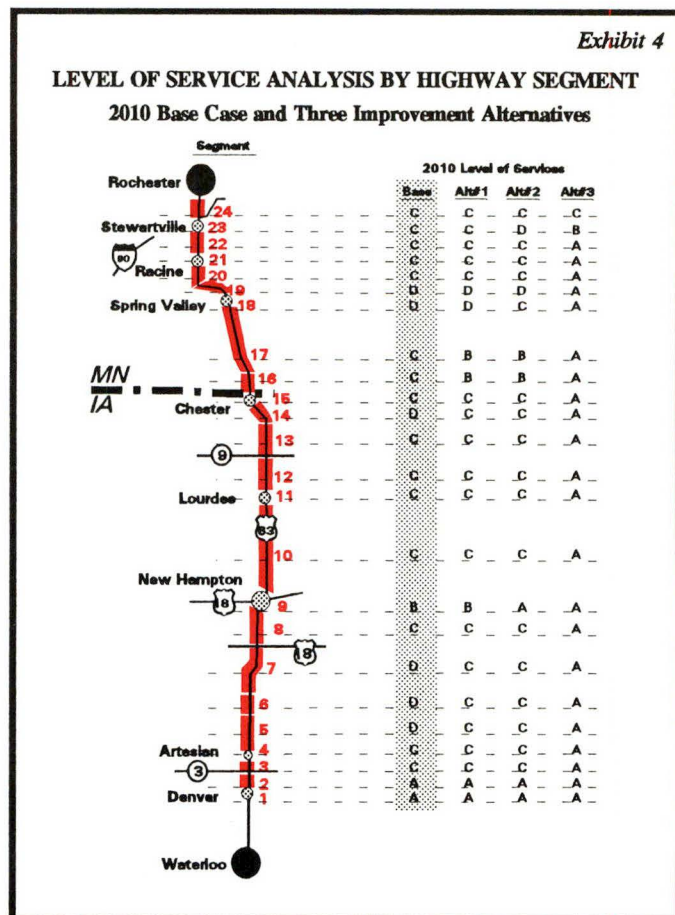 Exhibit 4
LEVEL OF SERVICE ANALYSIS BY HIGHWAY SEGMENT
2010 Base Case and Three Improvement Alternatives
Segment
2010 Level of Services
Base Alt#1 Alt#2 Alt#3
Rochester
24 C C C C
Stewartville 23 C C D B
22 C C C A
90
21 C C C A
Racine
20 C C C A
19 D D D A
Spring Valley 18 D D C A
17 C B B A
MN
16 C B B A
IA
15 C C C A
Chester
14 D C C A
13 C C C A
9
12 C C C A
Lourdes 11 C C C A
63
10 C C C A
New Hampton
18
9 B B A A
8 C C C A
18
7 D C C A
6 D C C A
5 D C C A
Artesian 4 C C C A
3
3 C C C A
2 A A A A
Denver 1 A A A A
Waterloo